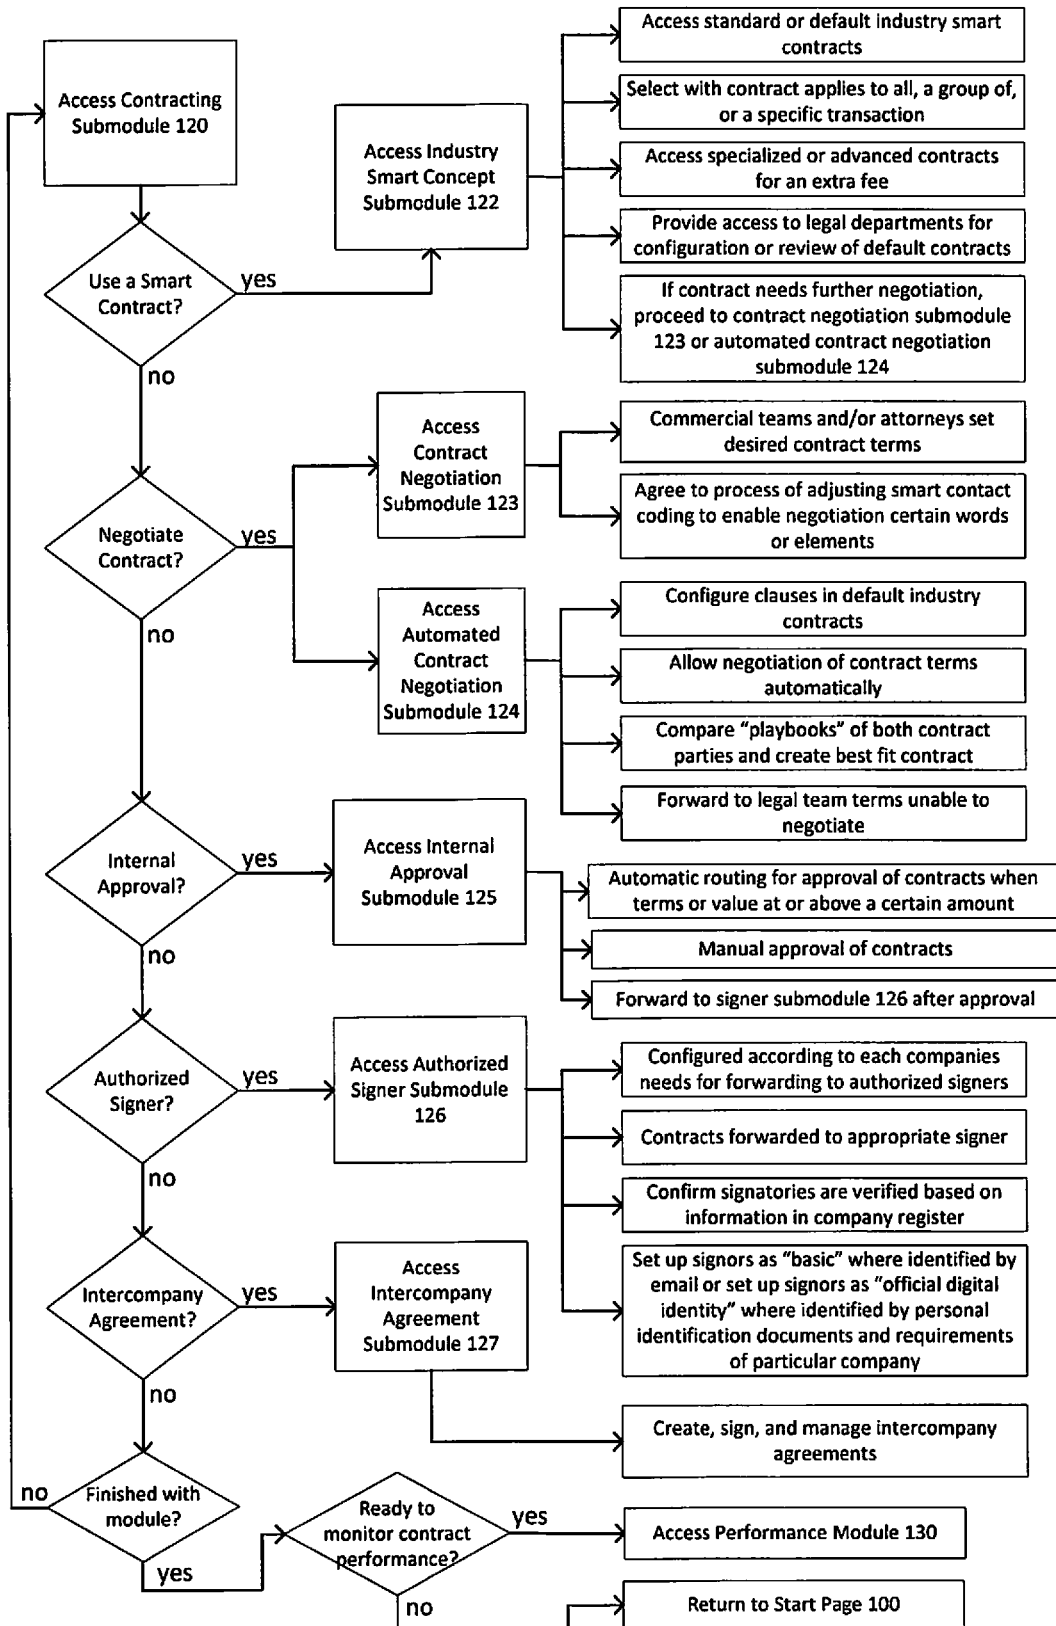 Access Contracting
Submodule 120
Use a Smart
Contract?
yes
no
Access Industry
Smart Concept
Submodule 122
Access standard or default industry smart
contracts
Select with contract applies to all, a group of,
or a specific transaction
Access specialized or advanced contracts
for an extra fee
Provide access to legal departments for
configuration or review of default contracts
If contract needs further negotiation,
proceed to contract negotiation submodule
123 or automated contract negotiation
submodule 124
Negotiate
Contract?
yes
no
Access
Contract
Negotiation
Submodule 123
Commercial teams and/or attorneys set
desired contract terms
Agree to process of adjusting smart contact
coding to enable negotiation certain words
or elements
Access
Automated
Contract
Negotiation
Submodule 124
Configure clauses in default industry
contracts
Allow negotiation of contract terms
automatically
Compare “playbooks” of both contract
parties and create best fit contract
Forward to legal team terms unable to
negotiate
Internal
Approval?
yes
no
Access Internal
Approval
Submodule 125
Automatic routing for approval of contracts when
terms or value at or above a certain amount
Manual approval of contracts
Forward to signer submodule 126 after approval
Authorized
Signer?
yes
no
Access Authorized
Signer Submodule
126
Configured according to each companies
needs for forwarding to authorized signers
Contracts forwarded to appropriate signer
Confirm signatories are verified based on
information in company register
Set up signors as “basic” where identified by
email or set up signors as “official digital
identity” where identified by personal
identification documents and requirements
of particular company
Intercompany
Agreement?
yes
no
Access
Intercompany
Agreement
Submodule 127
Create, sign, and manage intercompany
agreements
Finished with
module?
no
yes
Ready to
monitor contract
performance?
yes
no
Access Performance Module 130
Return to Start Page 100